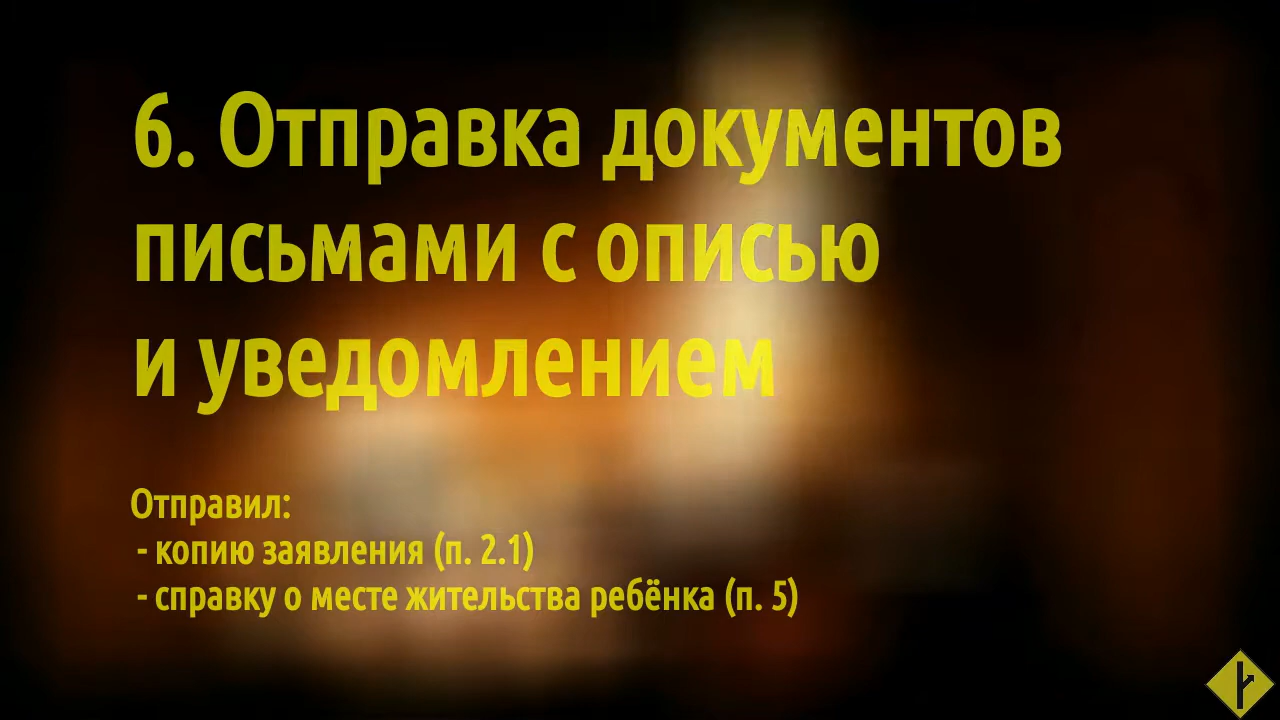 6. Отправка документов
письмами с описью
и уведомлением
Отправил:
- копию заявления (п. 2.1)
- справку о месте жительства ребёнка (п. 5)